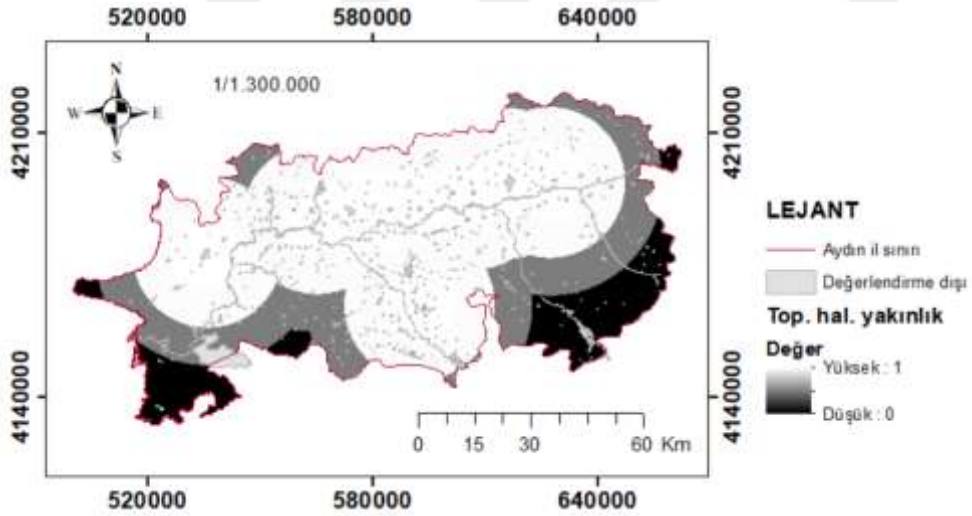 520000 580000 640000
N
W E
S
1/1.300.000
4210000 4210000
4140000 4140000
LEJANT
Aydın il sınırı
Değerlendirme dışı
Top. hal. yakınlık
Değer
Yüksek : 1
Düşük : 0
0 15 30 60 Km
520000 580000 640000